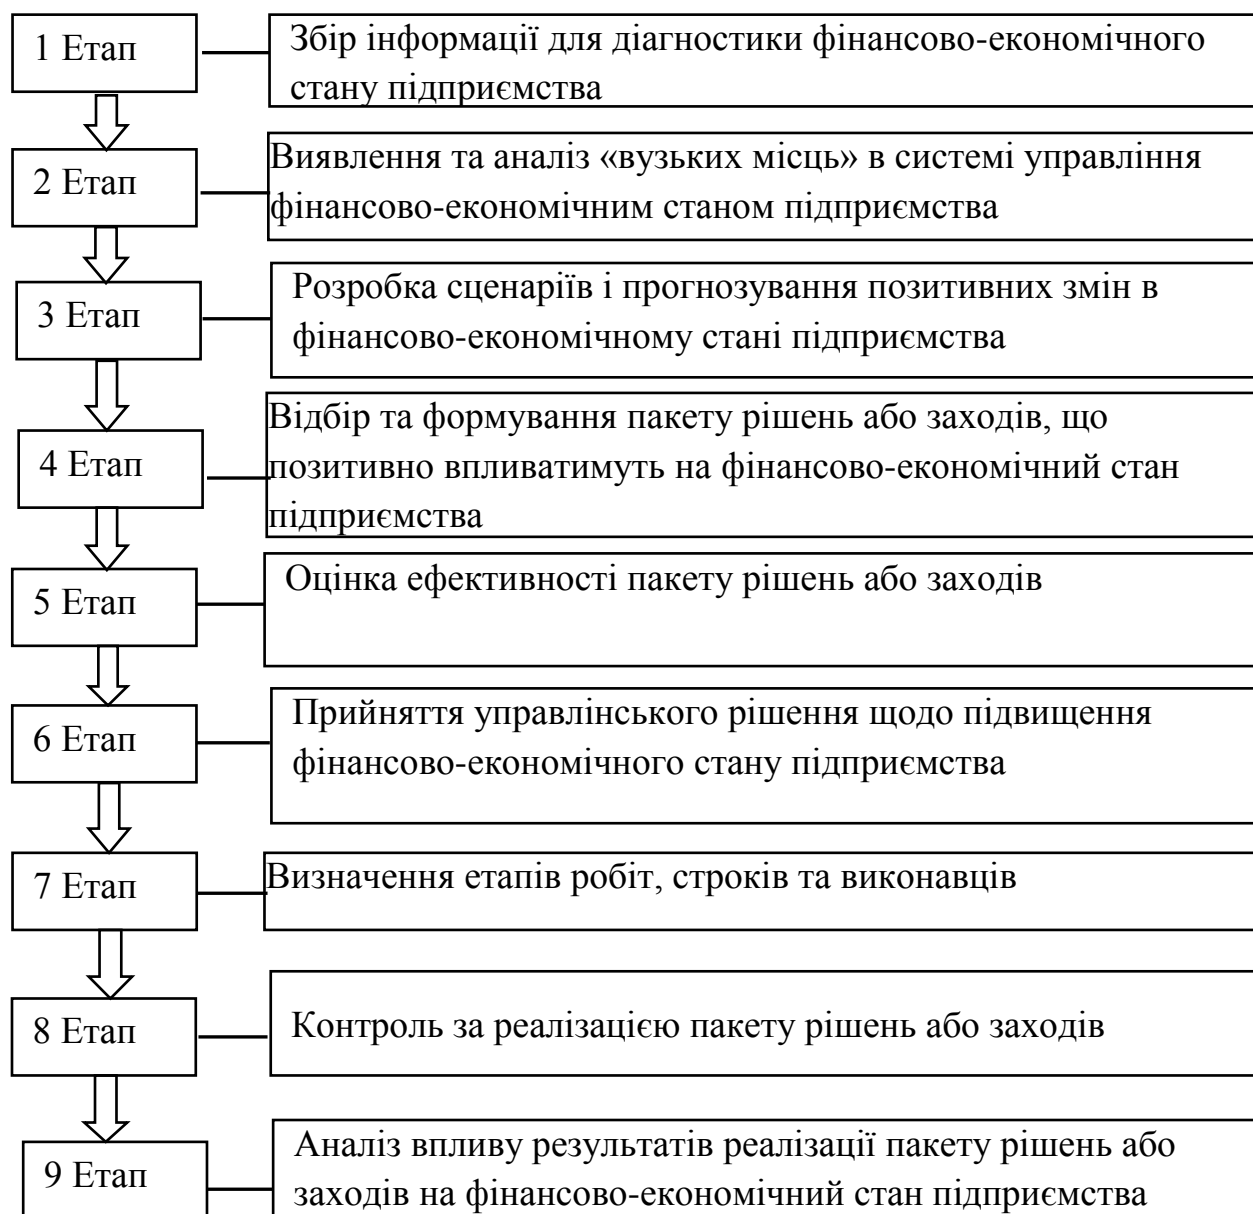 1 Етап
Збір інформації для діагностики фінансово-економічного
стану підприємства
2 Етап
Виявлення та аналіз «вузьких місць» в системі управління
фінансово-економічним станом підприємства
3 Етап
Розробка сценаріїв і прогнозування позитивних змін в
фінансово-економічному стані підприємства
4 Етап
Відбір та формування пакету рішень або заходів, що
позитивно впливатимуть на фінансово-економічний стан
підприємства
5 Етап
Оцінка ефективності пакету рішень або заходів
6 Етап
Прийняття управлінського рішення щодо підвищення
фінансово-економічного стану підприємства
7 Етап
Визначення етапів робіт, строків та виконавців
8 Етап
Контроль за реалізацією пакету рішень або заходів
9 Етап
Аналіз впливу результатів реалізації пакету рішень або
заходів на фінансово-економічний стан підприємства